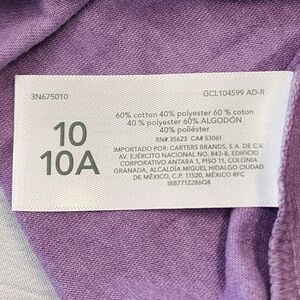 3N675010
GCL104599 AD-R
10
10A
60% cotton 40% polyester 60 % coton
40 % polyester 60% ALGODÓN
40% poliéster
RN# 35623 CA# 53061
IMPORTADO POR: CARTERS BRANDS, S.A. DE C.V.
AV. EJÉRCITO NACIONAL NO. 843-B, EDIFICIO
CORPORATIVO ANTARA 1, PISO 11, COLONIA
GRANADA, ALCALDÍA MIGUEL HIDALGO CIUDAD
DE MÉXICO, C.P. 11520, MÉXICO RFC
IBB7712286Q8